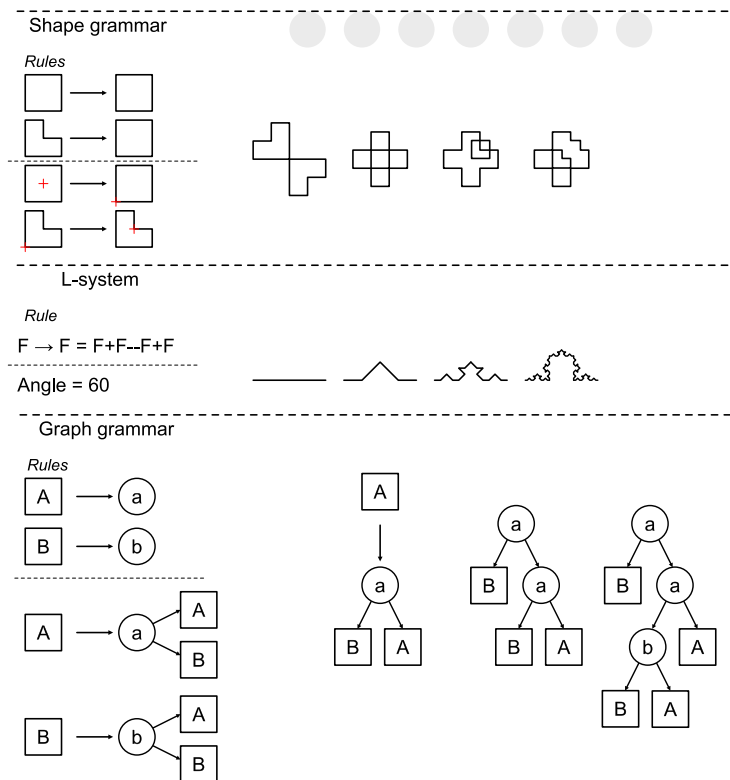 Shape grammar
Rules
L-system
Rule
F → F = F+F--F+F
Angle = 60
Graph grammar
Rules
A a
B b
A a A B
B b A B
A
a
B A
a
B a
B A
a
B a
b A
B A